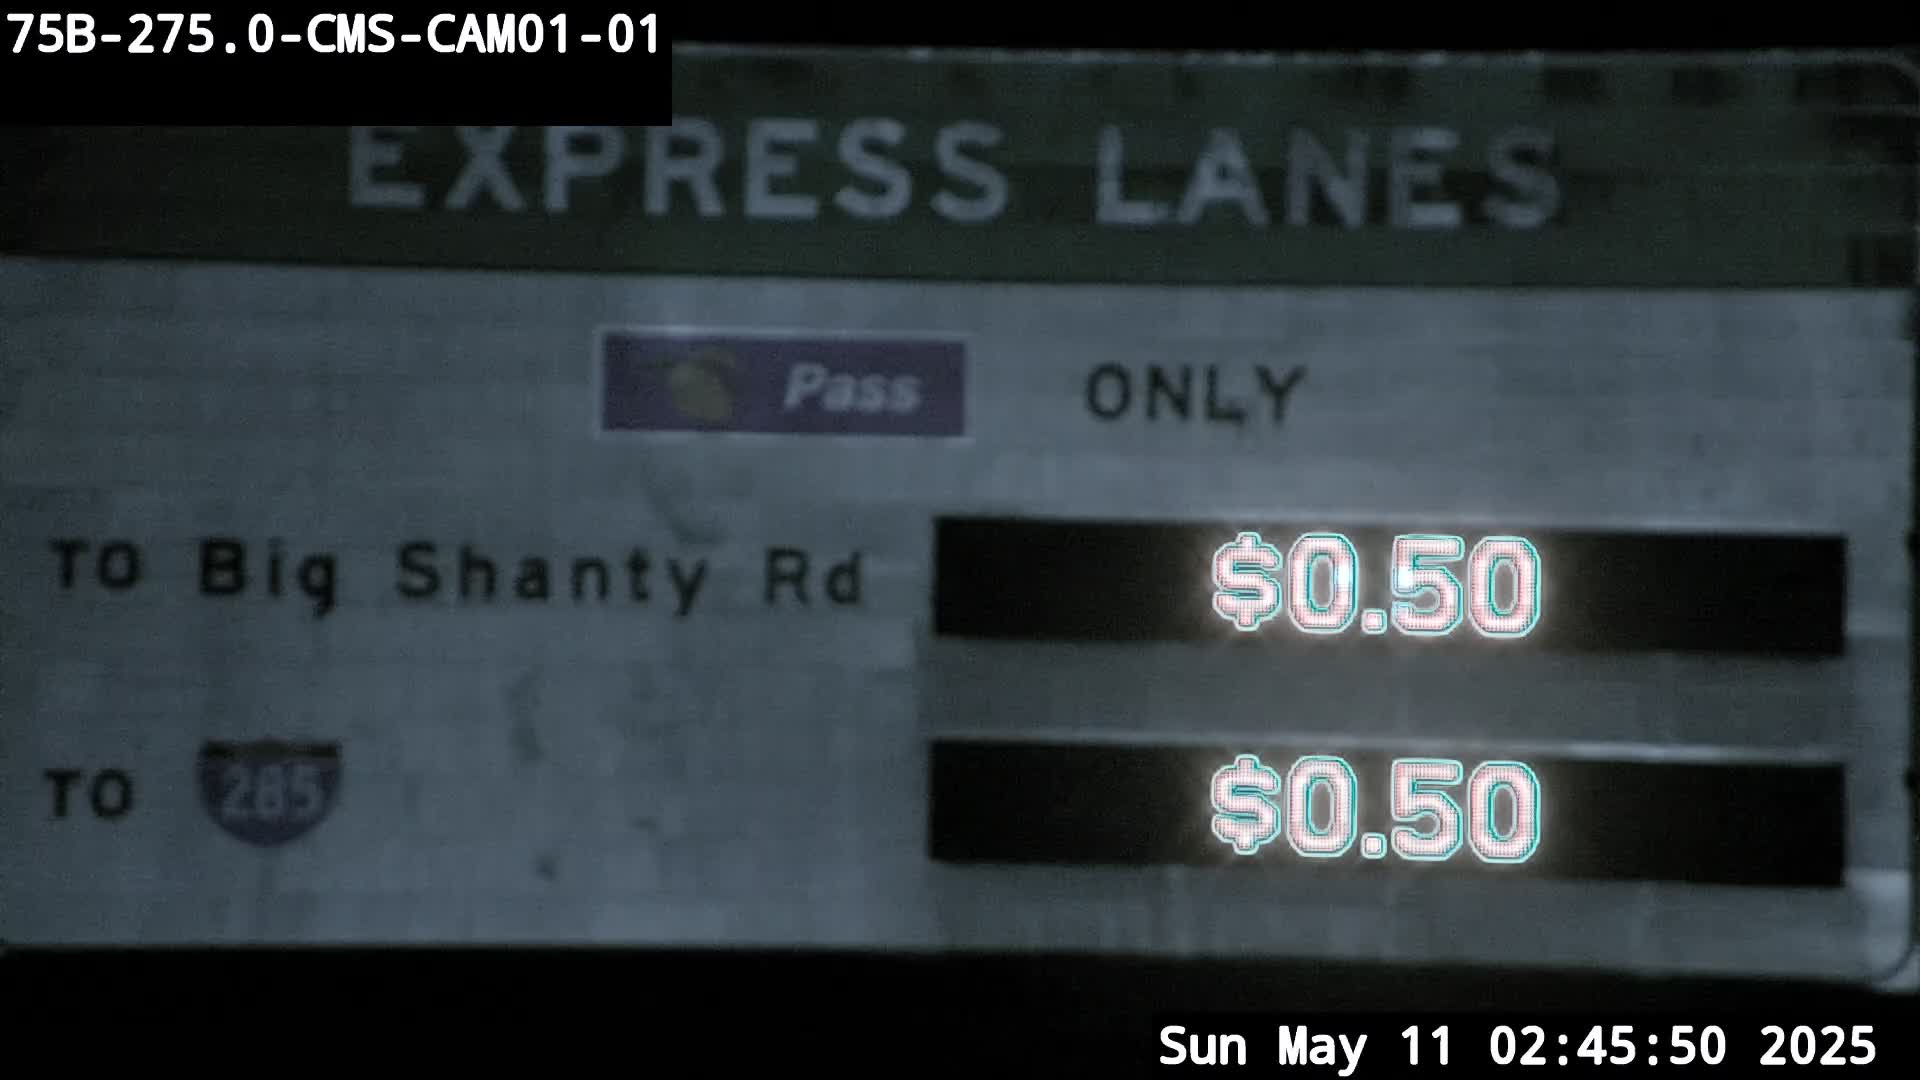 75B-275.0-CMS-CAM01-01
EXPRESS LANES
Pass ONLY
TO Big Shanty Rd $0.50
TO 285 $0.50
Sun May 11 02:45:50 2025